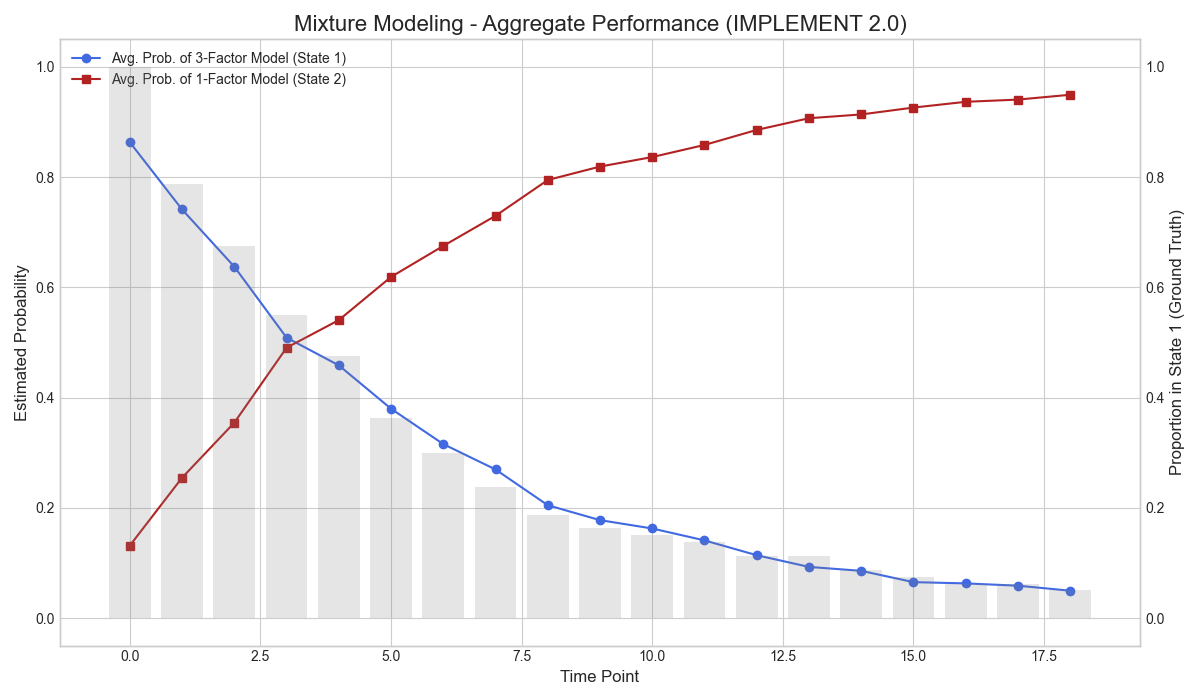 Mixture Modeling - Aggregate Performance (IMPLEMENT 2.0)
Avg. Prob. of 3-Factor Model (State 1)
Avg. Prob. of 1-Factor Model (State 2)
Estimated Probability
1.0
0.8
0.6
0.4
0.2
0.0
Proportion in State 1 (Ground Truth)
1.0
0.8
0.6
0.4
0.2
0.0
0.0 2.5 5.0 7.5 10.0 12.5 15.0 17.5
Time Point